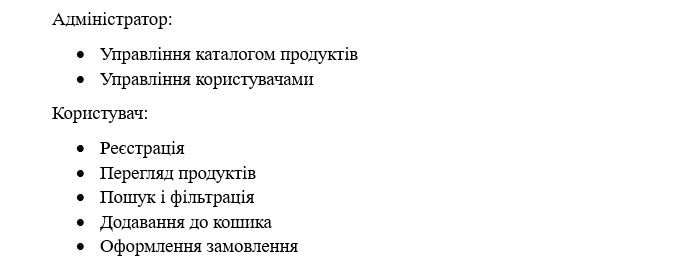 Адміністратор:
• Управління каталогом продуктів
• Управління користувачами
Користувач:
• Реєстрація
• Перегляд продуктів
• Пошук і фільтрація
• Додавання до кошика
• Оформлення замовлення